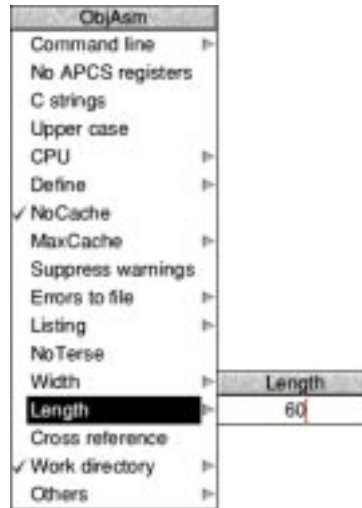 ObjAsm
Command line
No APCS registers
C strings
Upper case
CPU
Define
✓ NoCache
MaxCache
Suppress warnings
Errors to file
Listing
NoTerse
Width
Length
Length
60
Cross reference
✓ Work directory
Others